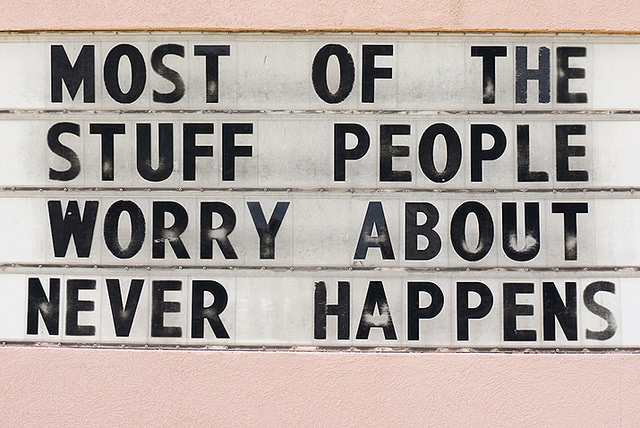 MOST OF THE
STUFF PEOPLE
WORRY ABOUT
NEVER HAPPENS